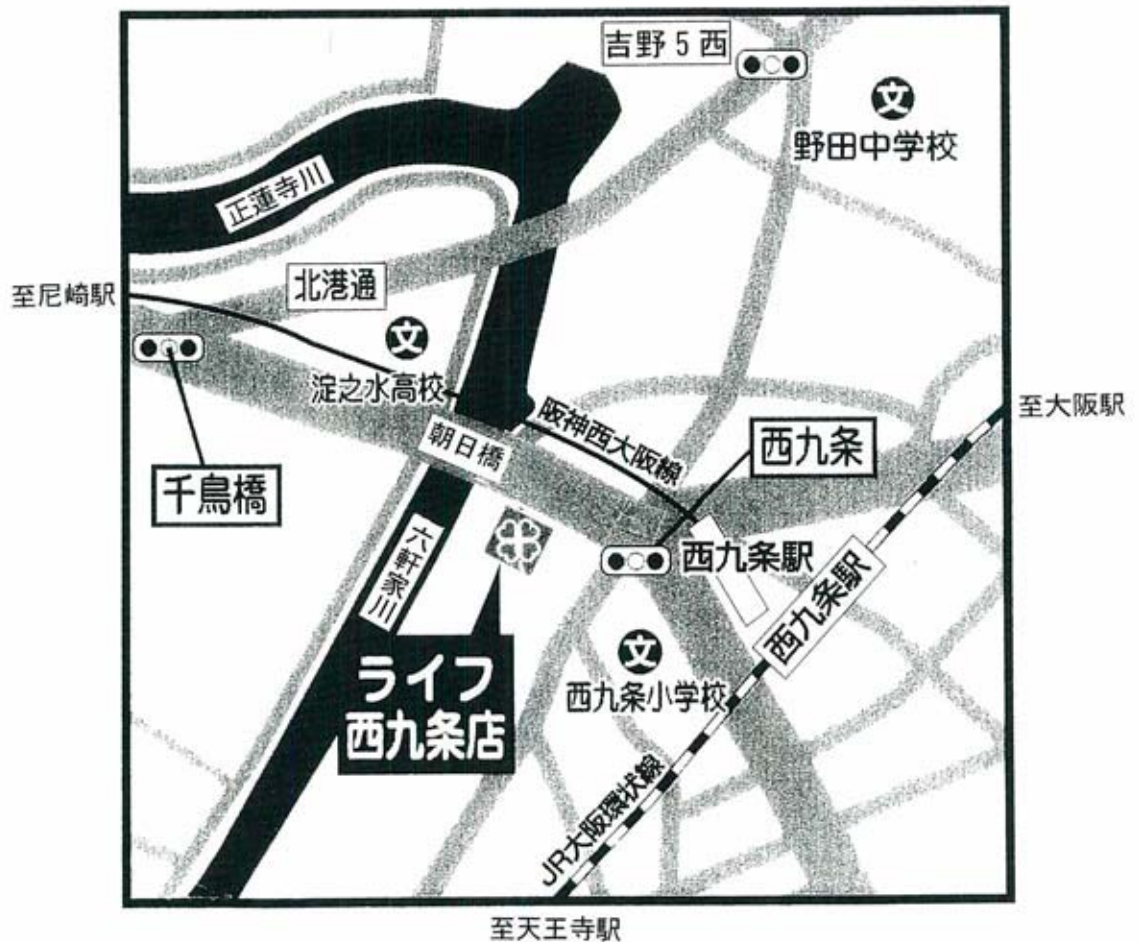 吉野5西
文
野田中学校
正蓮寺川
至尼崎駅
北港通
文
淀之水高校
至大阪駅
阪神西大阪線
朝日橋
西九条
千鳥橋
六軒家川
西九条駅
西九条駅
ライフ
西九条店
文
西九条小学校
JR大阪環状線
至天王寺駅